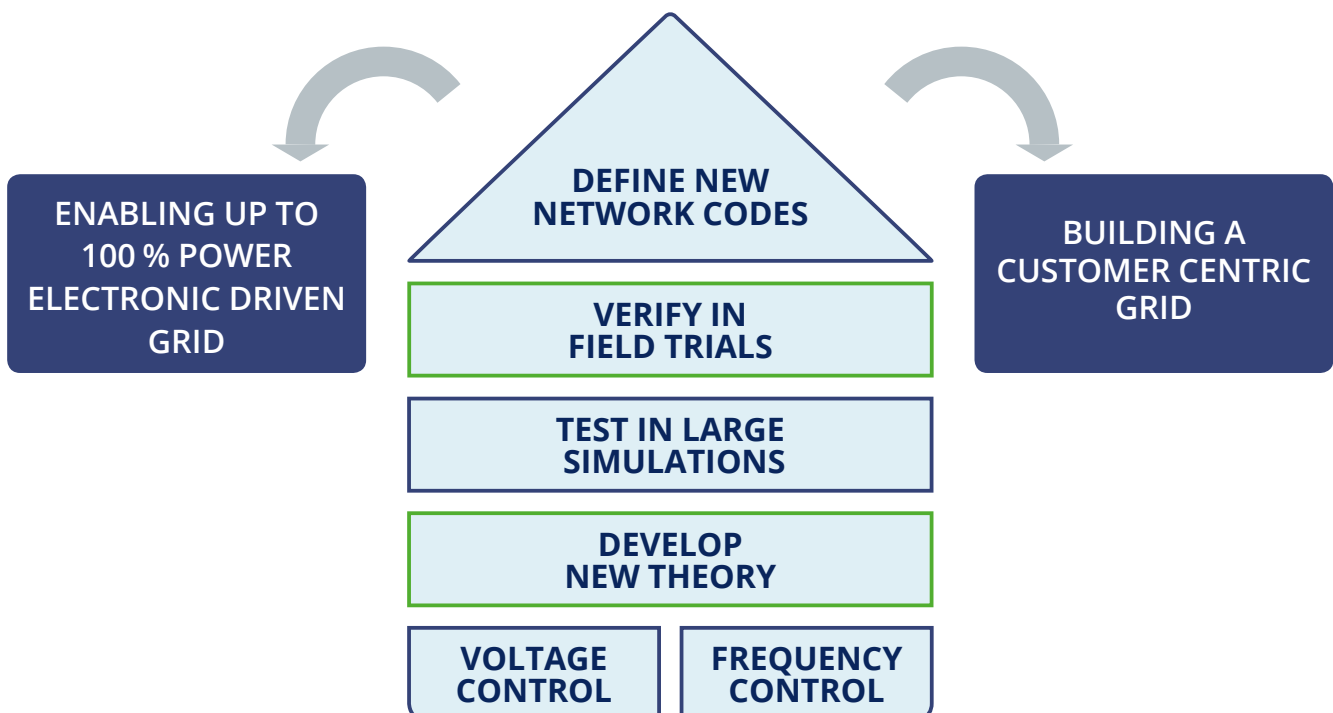 DEFINE NEW
NETWORK CODES
ENABLING UP TO
100 % POWER
ELECTRONIC DRIVEN
GRID
BUILDING A
CUSTOMER CENTRIC
GRID
VERIFY IN
FIELD TRIALS
TEST IN LARGE
SIMULATIONS
DEVELOP
NEW THEORY
VOLTAGE
CONTROL
FREQUENCY
CONTROL